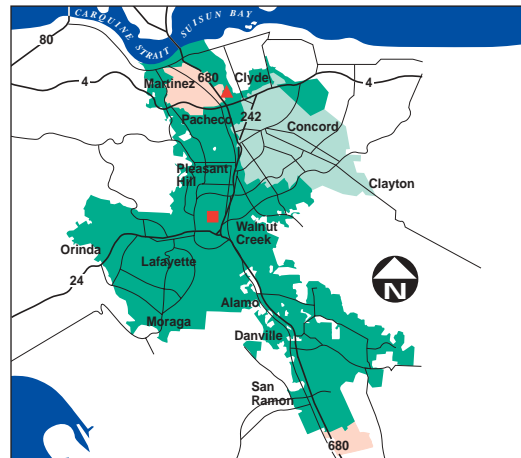 CARQUINE STRAIT
SUISUN BAY
80
4
Martinez
680
Clyde
4
Pacheco
242
Concord
Pleasant
Hill
Clayton
Walnut
Creek
Orinda
Lafayette
24
N
Alamo
Moraga
Danville
San
Ramon
680